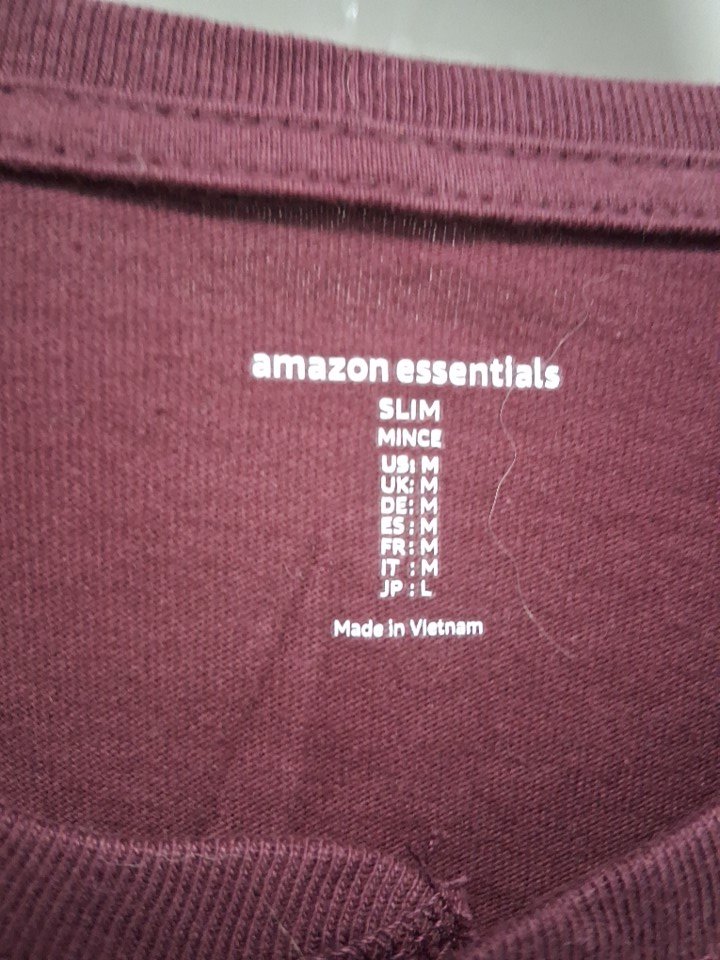 amazon essentials
SLIM
MINCE
US: M
UK: M
DE: M
ES : M
FR: M
IT : M
JP : L
Made in Vietnam